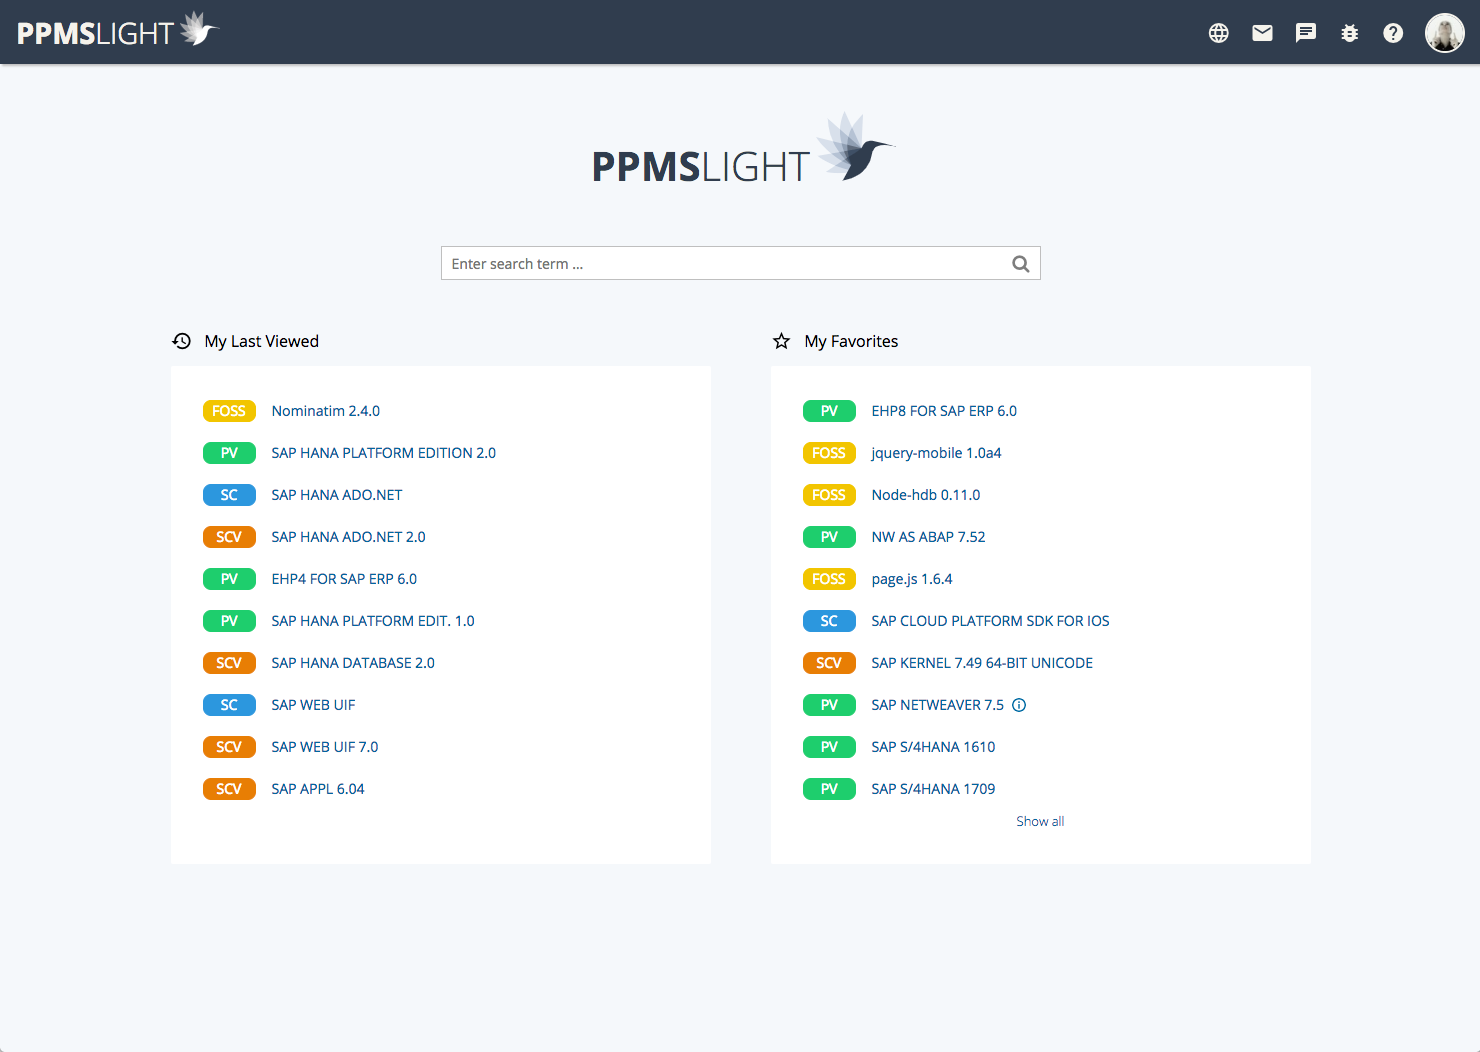 PPMSLIGHT
PPMSLIGHT
Enter search term ...
My Last Viewed
FOSS Nominatim 2.4.0
PV SAP HANA PLATFORM EDITION 2.0
SC SAP HANA ADO.NET
SCV SAP HANA ADO.NET 2.0
PV EHP4 FOR SAP ERP 6.0
PV SAP HANA PLATFORM EDIT. 1.0
SCV SAP HANA DATABASE 2.0
SC SAP WEB UIF
SCV SAP WEB UIF 7.0
SCV SAP APPL 6.04
My Favorites
PV EHP8 FOR SAP ERP 6.0
FOSS jquery-mobile 1.0a4
FOSS Node-hdb 0.11.0
PV NW AS ABAP 7.52
FOSS page.js 1.6.4
SC SAP CLOUD PLATFORM SDK FOR IOS
SCV SAP KERNEL 7.49 64-BIT UNICODE
PV SAP NETWEAVER 7.5
PV SAP S/4HANA 1610
PV SAP S/4HANA 1709
Show all